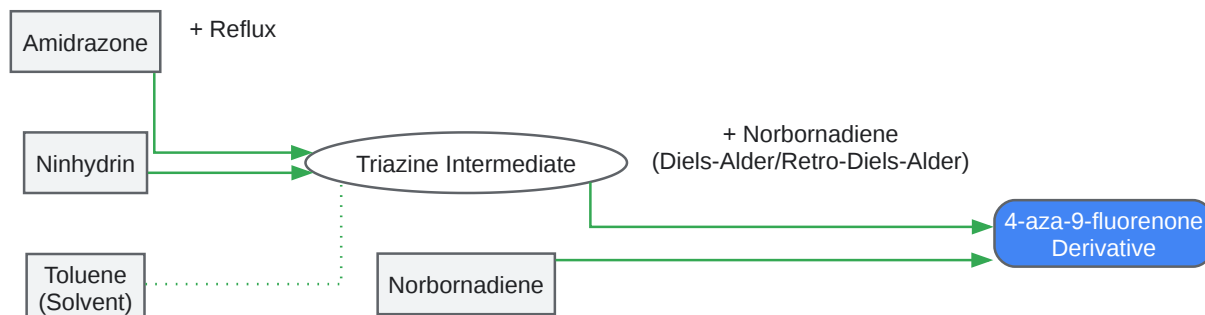 Amidrazone
+ Reflux
Ninhydrin
Triazine Intermediate
+ Norbornadiene
(Diels-Alder/Retro-Diels-Alder)
4-aza-9-fluorenone
Derivative
Toluene
(Solvent)
Norbornadiene